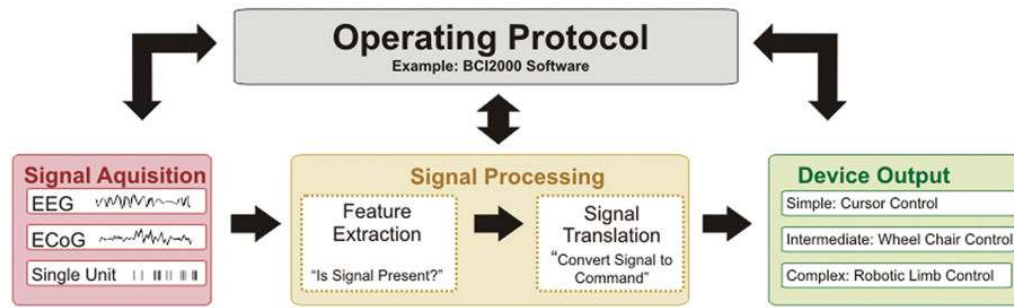 Operating Protocol
Example: BCI2000 Software
Signal Aquisition
EEG
ECoG
Single Unit
Signal Processing
Feature
Extraction
"Is Signal Present?"
Signal
Translation
"Convert Signal to
Command"
Device Output
Simple: Cursor Control
Intermediate: Wheel Chair Control
Complex: Robotic Limb Control